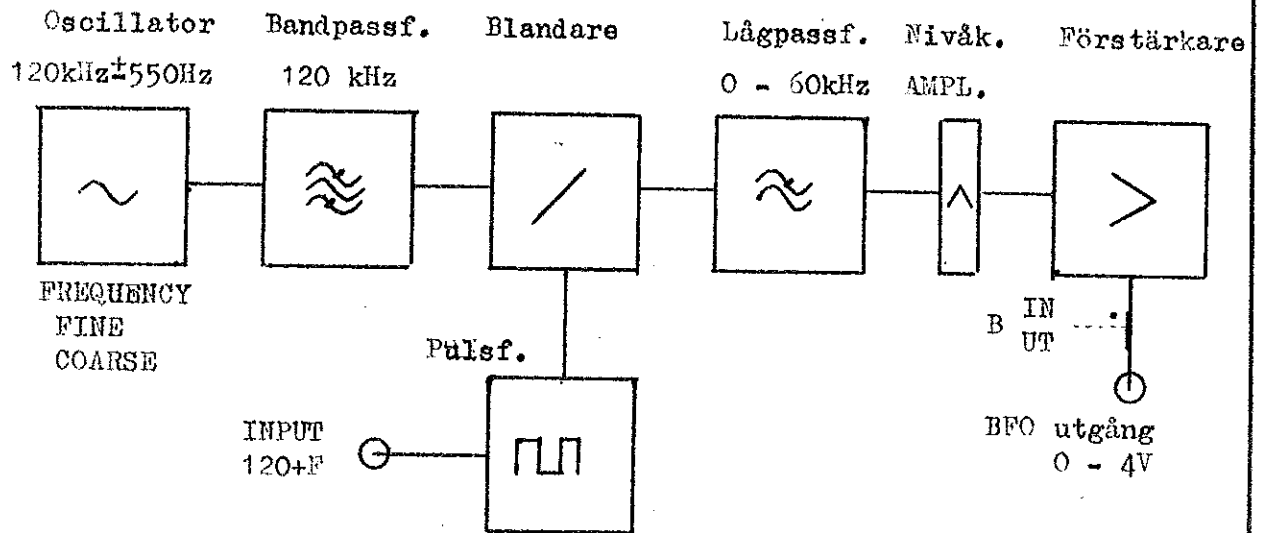 Oscillator Bandpassf. Blandare Lågpassf. Nivåk. Förstärkare
120kHz±550Hz 120 kHz 0 - 60kHz AMPL.
FREQUENCY
FINE
COARSE
Pulsf.
INPUT
120+F
B IN
UT
BFO utgång
0 - 4V